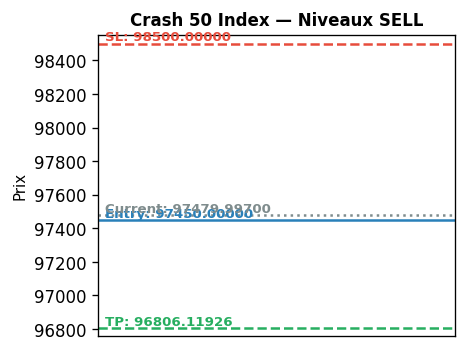 Crash 50 Index — Niveaux SELL
SL: 98500.00000
98400
98200
98000
97800
Prix
97600
Current: 97479.99700
Entry: 97450.00000
97400
97200
97000
TP: 96806.11926
96800